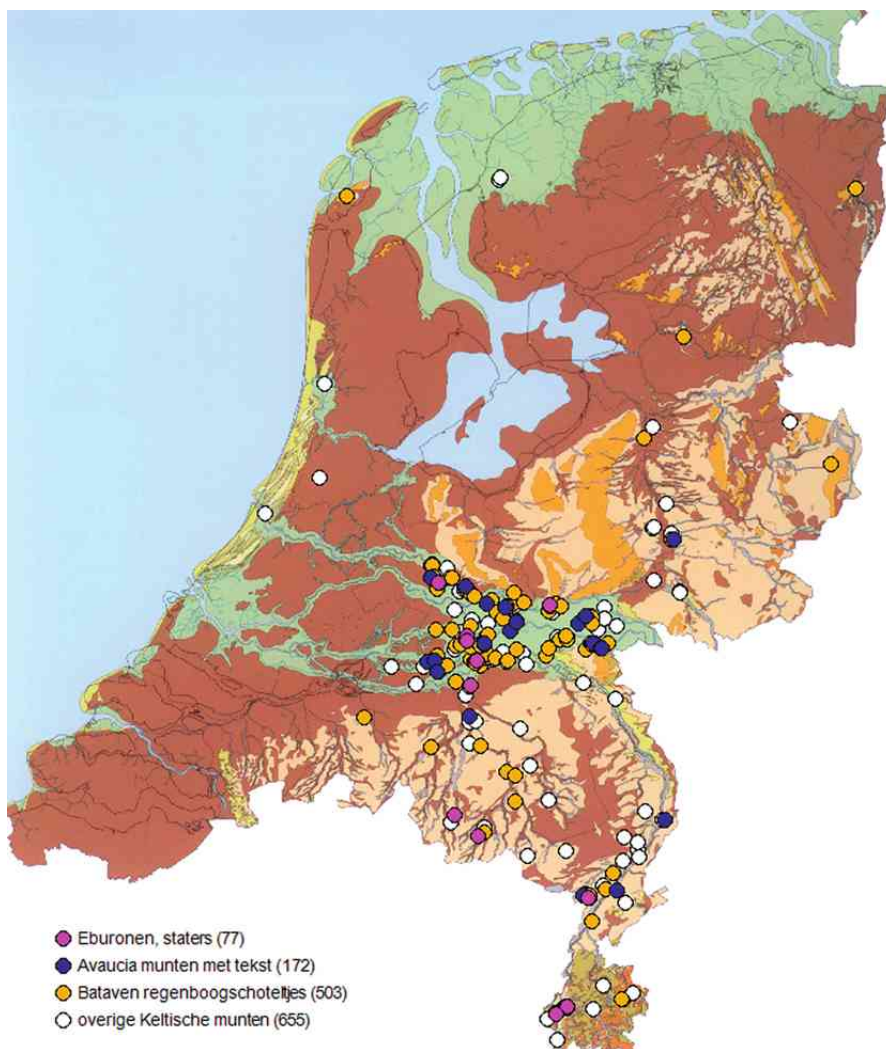 Eburonen, staters (77)
Avaucia munten met tekst (172)
Bataven regenboogschoteltjes (503)
overige Keltische munten (655)